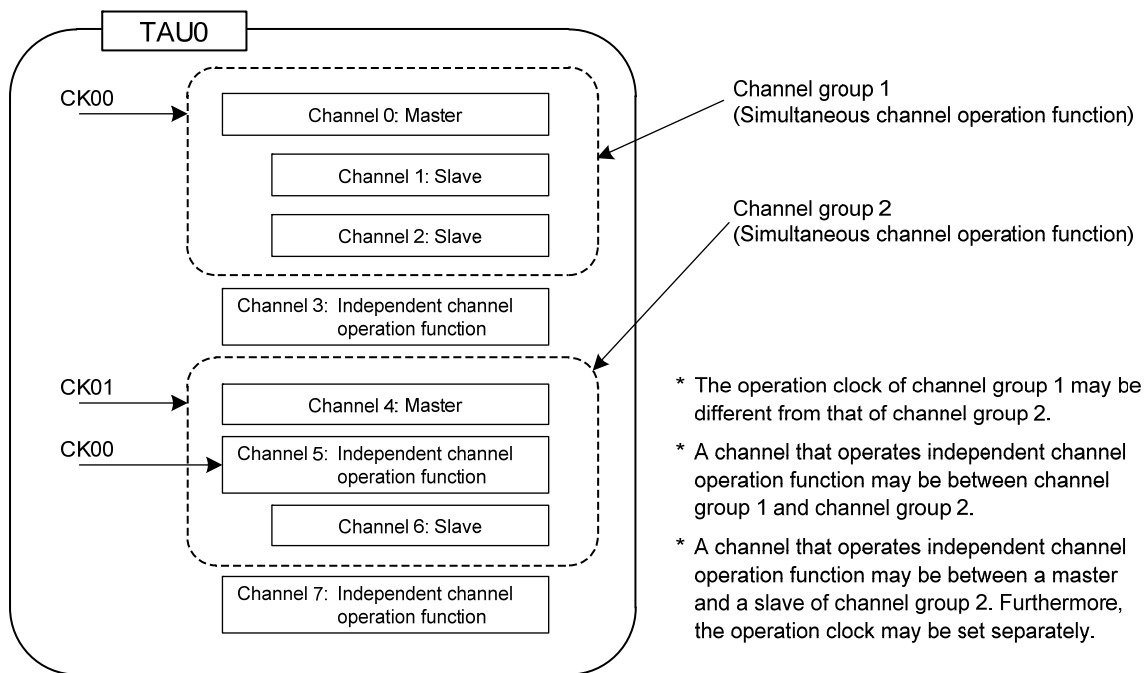 TAU0
CK00
Channel 0: Master
Channel 1: Slave
Channel 2: Slave
Channel group 1
(Simultaneous channel operation function)
Channel group 2
(Simultaneous channel operation function)
Channel 3: Independent channel
operation function
CK01
Channel 4: Master
CK00
Channel 5: Independent channel
operation function
Channel 6: Slave
Channel 7: Independent channel
operation function
* The operation clock of channel group 1 may be
different from that of channel group 2.
* A channel that operates independent channel
operation function may be between channel
group 1 and channel group 2.
* A channel that operates independent channel
operation function may be between a master
and a slave of channel group 2. Furthermore,
the operation clock may be set separately.